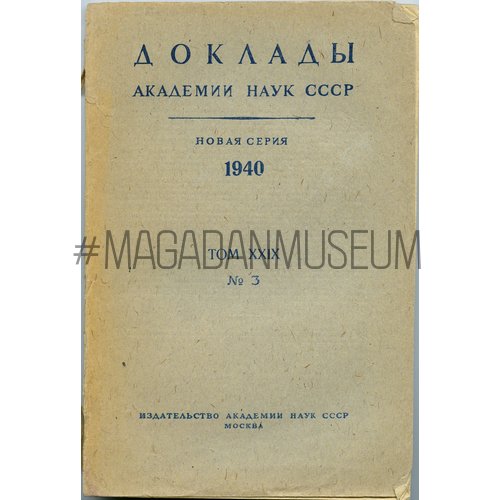 ДОКЛАДЫ
АКАДЕМИИ НАУК СССР
НОВАЯ СЕРИЯ
1940
#MAGADANMUSEUM
ТОМ XXIX
№ 3
ИЗДАТЕЛЬСТВО АКАДЕМИИ НАУК СССР
МОСКВА